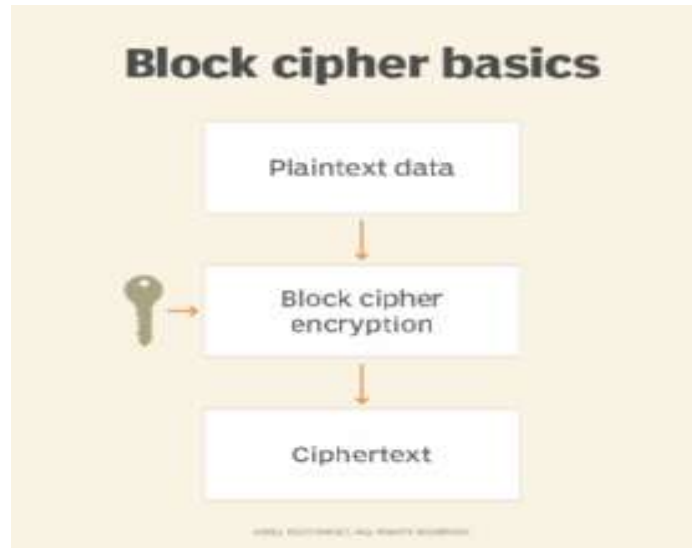 Block cipher basics
Plaintext data
Block cipher
encryption
Ciphertext